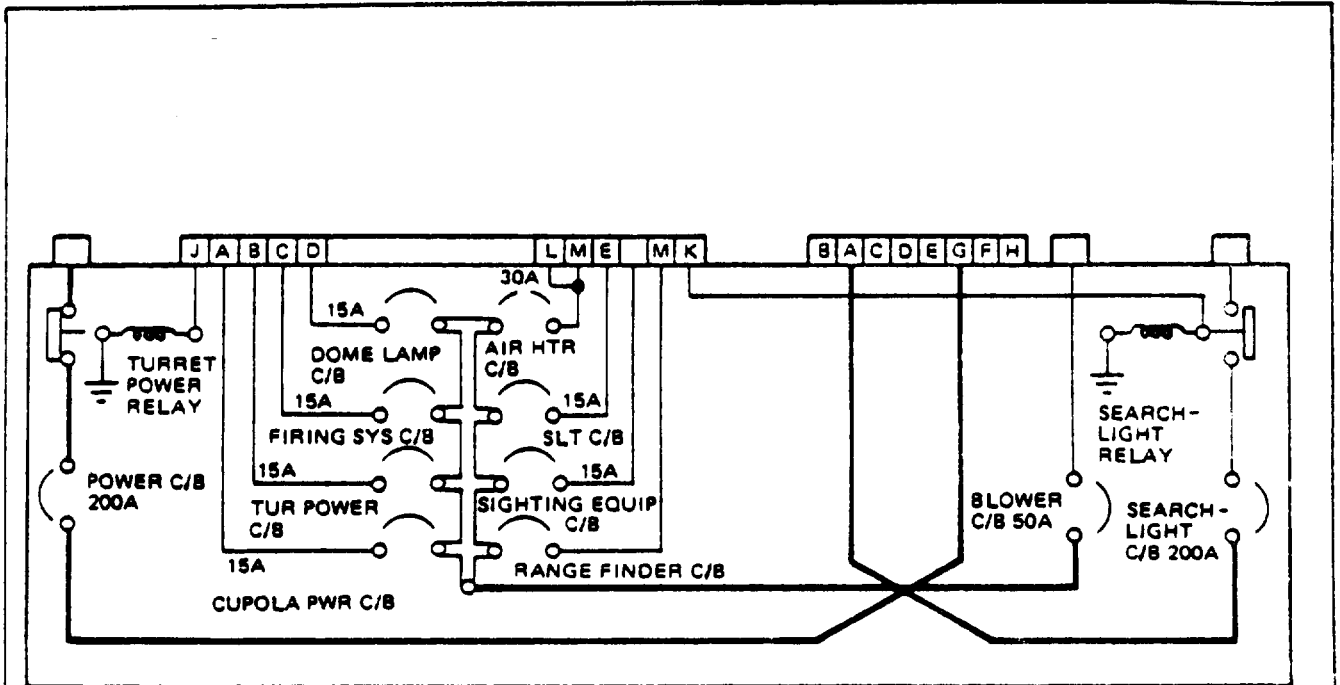 J A B C D
L M E M K
B A C D E G F H
30A
15A
DOME LAMP
C/B
AIR HTR
C/B
TURRET
POWER
RELAY
15A
FIRING SYS C/B
15A
SLT C/B
SEARCH-
LIGHT
RELAY
POWER C/B
200A
15A
TUR POWER
C/B
15A
SIGHTING EQUIP
C/B
BLOWER
C/B 50A
SEARCH-
LIGHT
C/B 200A
15A
CUPOLA PWR C/B
RANGE FINDER C/B